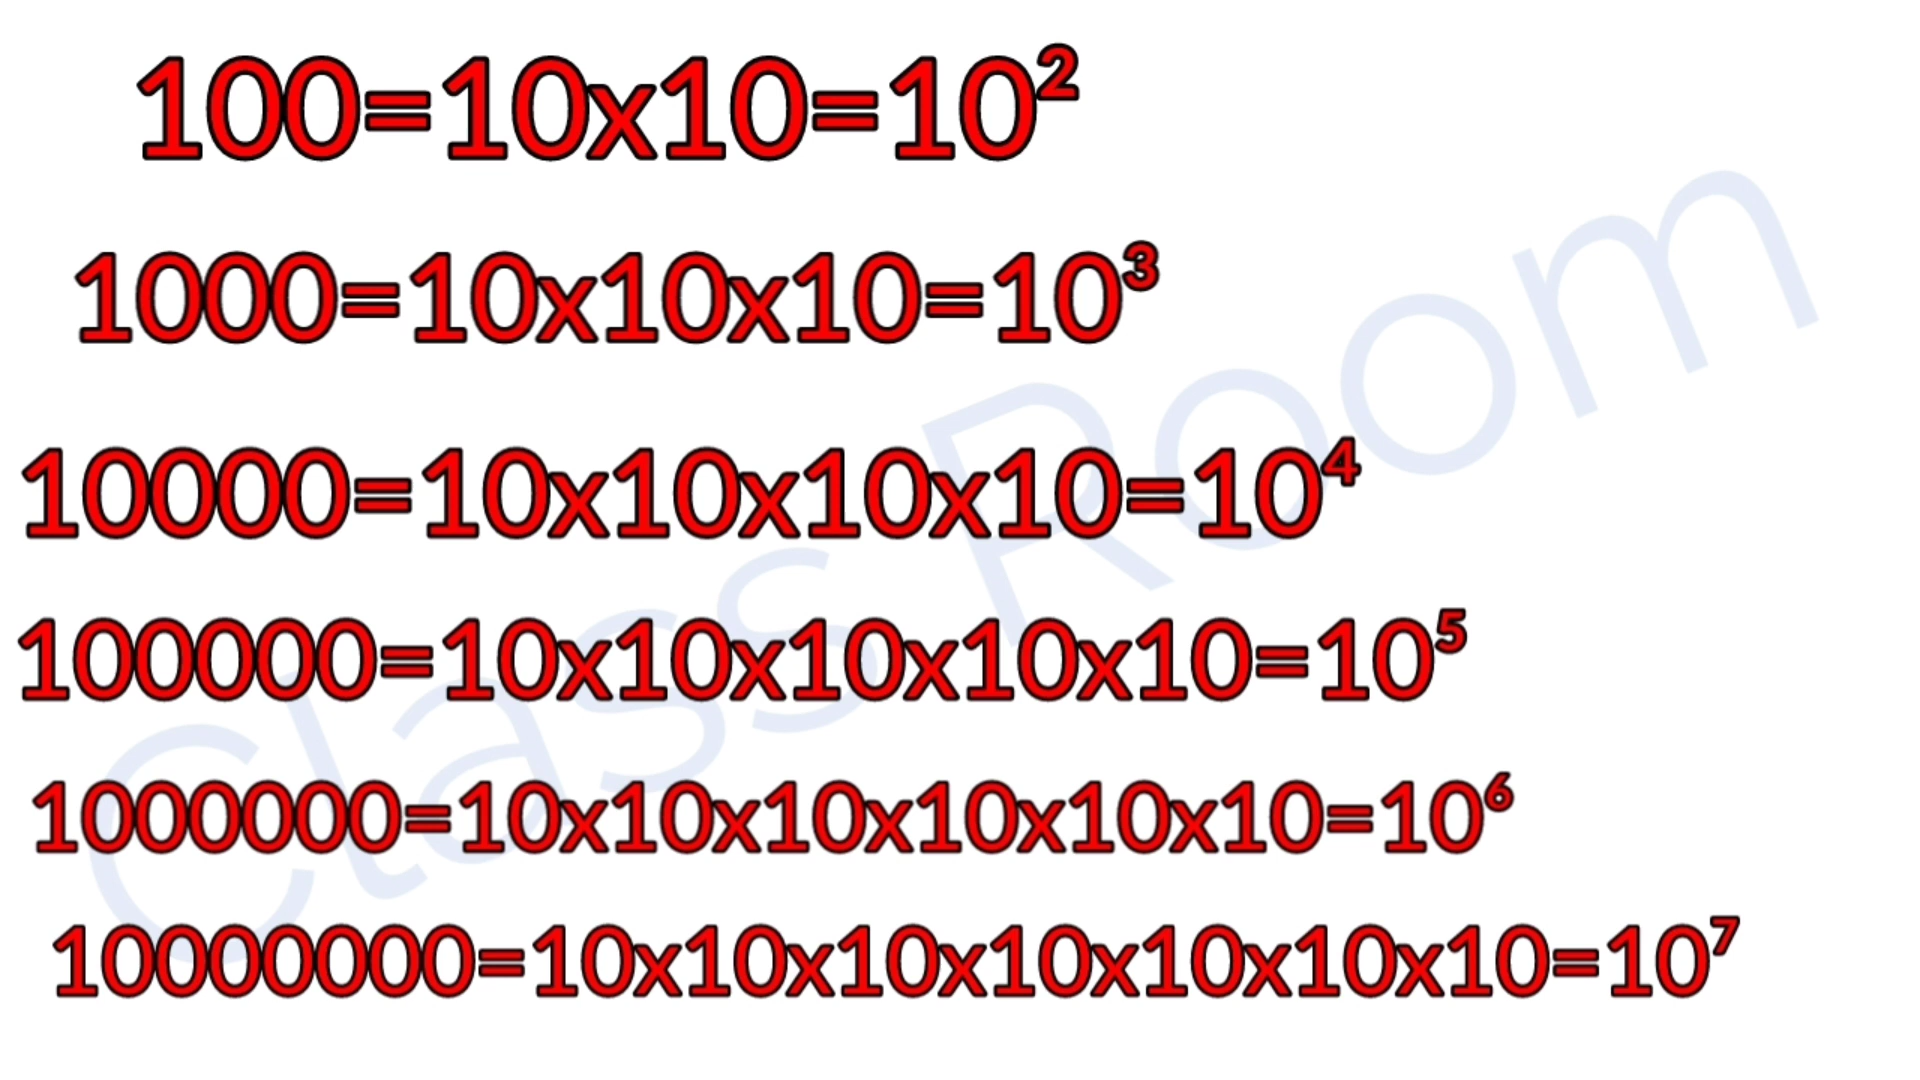 100=10x10=10²
1000=10x10x10=10³
10000=10x10x10x10=10⁴
100000=10x10x10x10x10=10⁵
1000000=10x10x10x10x10x10=10⁶
10000000=10x10x10x10x10x10x10=10⁷
Class Room